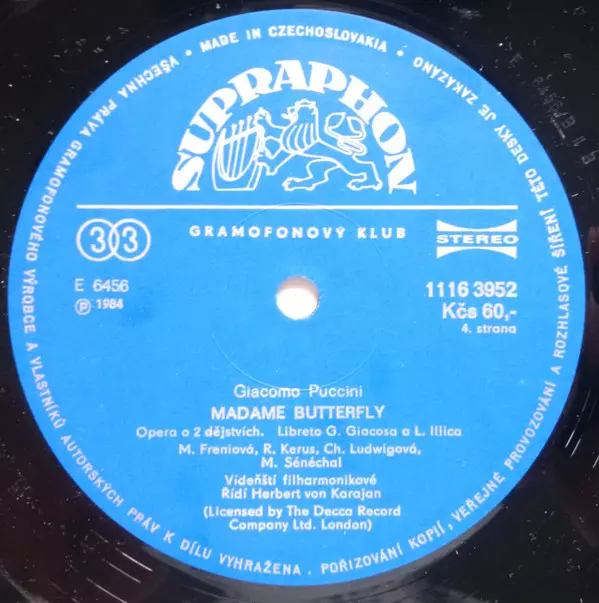 VŠECHNA PRÁVA GRAMOFONOVÉHO VÝROBCE A VLASTNÍKŮ AUTORSKÝCH PRÁV K DÍLU VYHRAŽENA. POŘIZOVÁNÍ KOPIÍ, VEŘEJNÉ PROVOZOVÁNÍ A ROZHLASOVÉ ŠÍŘENÍ TÉTO DESKY JE ZAKÁZÁNO • MADE IN CZECHOSLOVAKIA •
SUPRAPHON
GRAMOFONOVÝ KLUB
33
STEREO
E 6456
Ⓟ 1984
1116 3952
Kčs 60,-
4. strana
Giacomo Puccini
MADAME BUTTERFLY
Opera o 2 dějstvích. Libreto G. Giacosa a L. Illica
M. Freniová, R. Kerus, Ch. Ludwigová,
M. Sénéchal
Vídeňští filharmonikové
Řídí Herbert von Karajan
(Licensed by The Decca Record
Company Ltd. London)